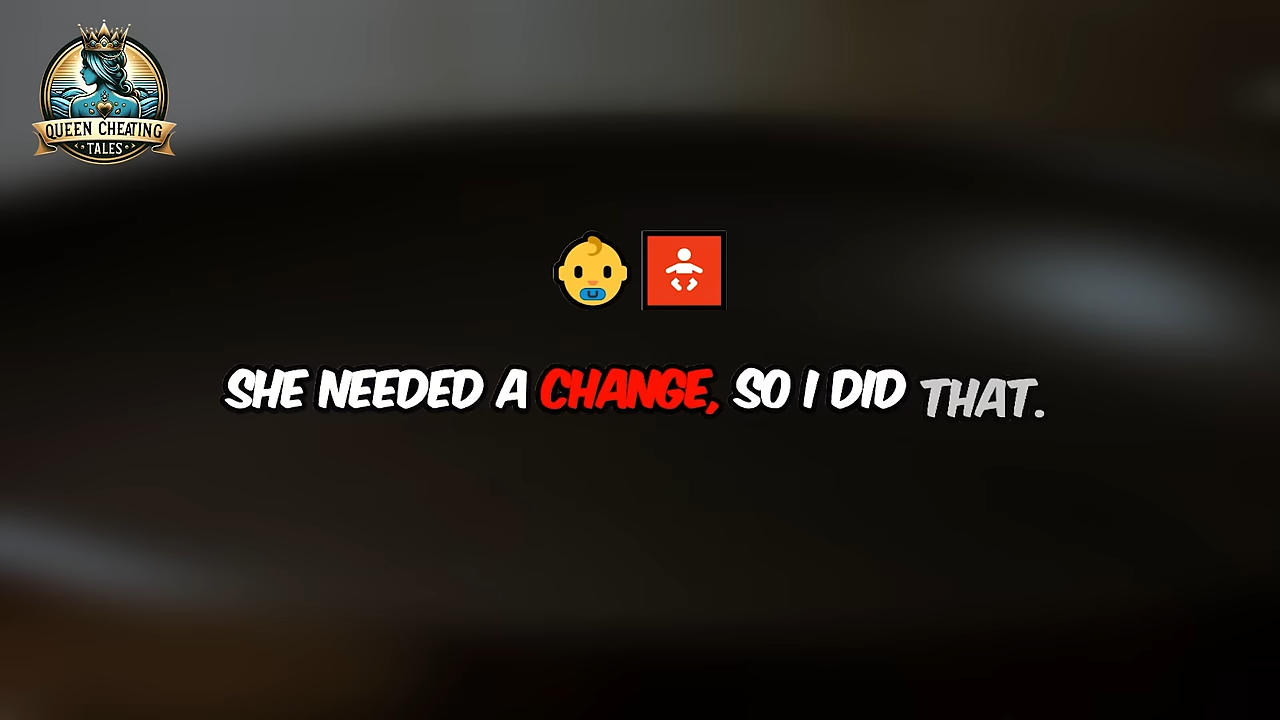 QUEEN CHEATING
TALES
SHE NEEDED A CHANGE, SO I DID THAT.